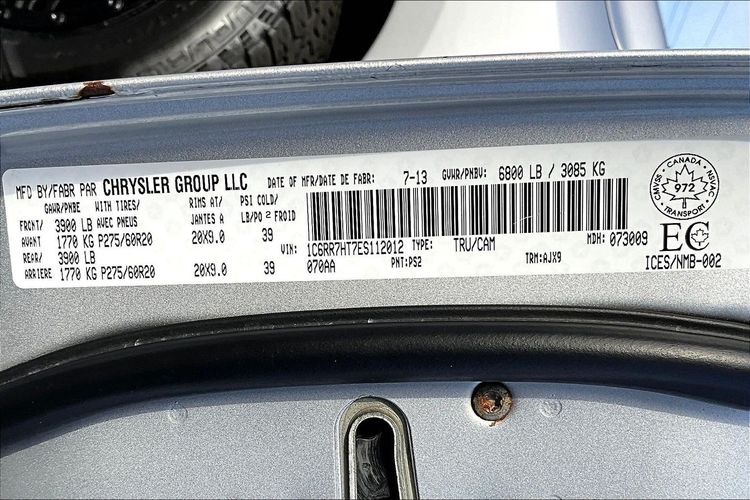 MFD BY/FABR PAR CHRYSLER GROUP LLC DATE OF MFR/DATE DE FABR: 7-13 GVWR/PNBV: 6800 LB / 3085 KG
GAWR/PNBE WITH TIRES/ RIMS AT/ PSI COLD/
AVEC PNEUS JANTES A LB/PO2 FROID
FRONT/ 3900 LB
AVANT 1770 KG P275/60R20 20X9.0 39
REAR/ 3900 LB
ARRIERE 1770 KG P275/60R20 20X9.0 39
VIN: 1C6RR7HT7ES112012 TYPE: TRU/CAM MDH: 073009
070AA PNT:PS2 TRM:AJX9
CANADA
CMVSS NSVAC
972
TRANSPORT
EC
ICES/NMB-002